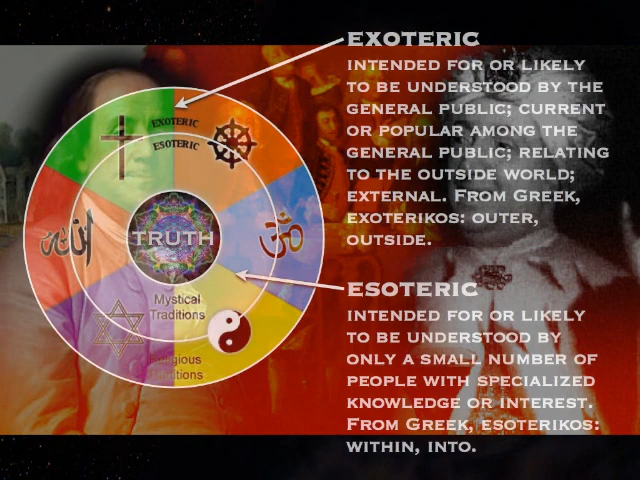 EXOTERIC
INTENDED FOR OR LIKELY
TO BE UNDERSTOOD BY THE
GENERAL PUBLIC; CURRENT
OR POPULAR AMONG THE
GENERAL PUBLIC; RELATING
TO THE OUTSIDE WORLD;
EXTERNAL. FROM GREEK,
EXOTERIKOS: OUTER,
OUTSIDE.
EXOTERIC
ESOTERIC
الله
ॐ
TRUTH
Mystical
Traditions
ESOTERIC
INTENDED FOR OR LIKELY
TO BE UNDERSTOOD BY
ONLY A SMALL NUMBER OF
PEOPLE WITH SPECIALIZED
KNOWLEDGE OR INTEREST.
FROM GREEK, ESOTERIKOS:
WITHIN, INTO.